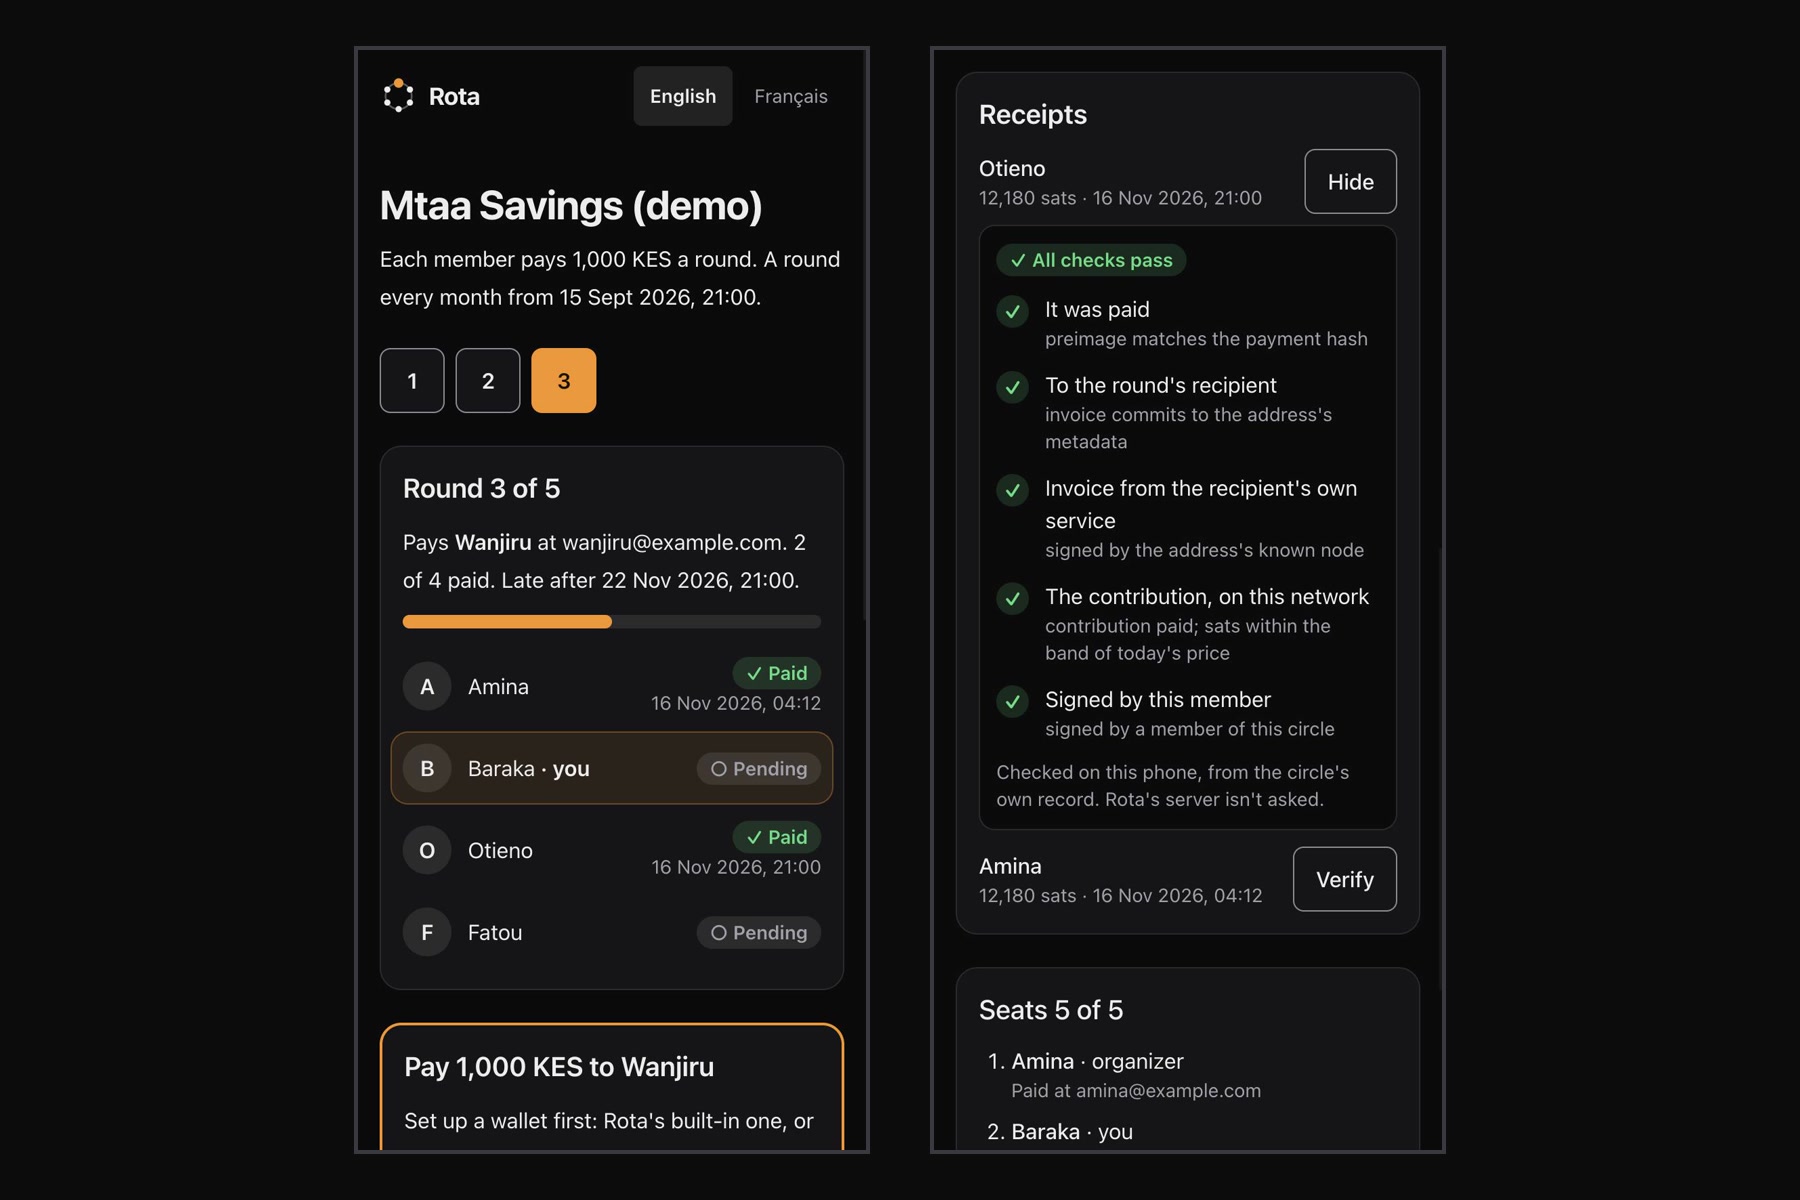 Rota
English
Français
Mtaa Savings (demo)
Each member pays 1,000 KES a round. A round
every month from 15 Sept 2026, 21:00.
1
2
3
Round 3 of 5
Pays Wanjiru at wanjiru@example.com. 2
of 4 paid. Late after 22 Nov 2026, 21:00.
A
Amina
✓ Paid
16 Nov 2026, 04:12
B
Baraka · you
Pending
O
Otieno
✓ Paid
16 Nov 2026, 21:00
F
Fatou
Pending
Pay 1,000 KES to Wanjiru
Set up a wallet first: Rota's built-in one, or
Receipts
Otieno
12,180 sats · 16 Nov 2026, 21:00
Hide
✓ All checks pass
It was paid
preimage matches the payment hash
To the round's recipient
invoice commits to the address's
metadata
Invoice from the recipient's own
service
signed by the address's known node
The contribution, on this network
contribution paid; sats within the
band of today's price
Signed by this member
signed by a member of this circle
Checked on this phone, from the circle's
own record. Rota's server isn't asked.
Amina
12,180 sats · 16 Nov 2026, 04:12
Verify
Seats 5 of 5
1. Amina · organizer
Paid at amina@example.com
2. Baraka · you